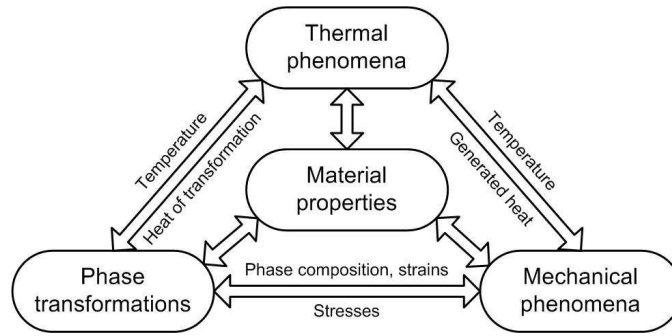 Thermal
phenomena
Temperature
Heat of transformation
Temperature
Generated heat
Material
properties
Phase
transformations
Phase composition, strains
Stresses
Mechanical
phenomena